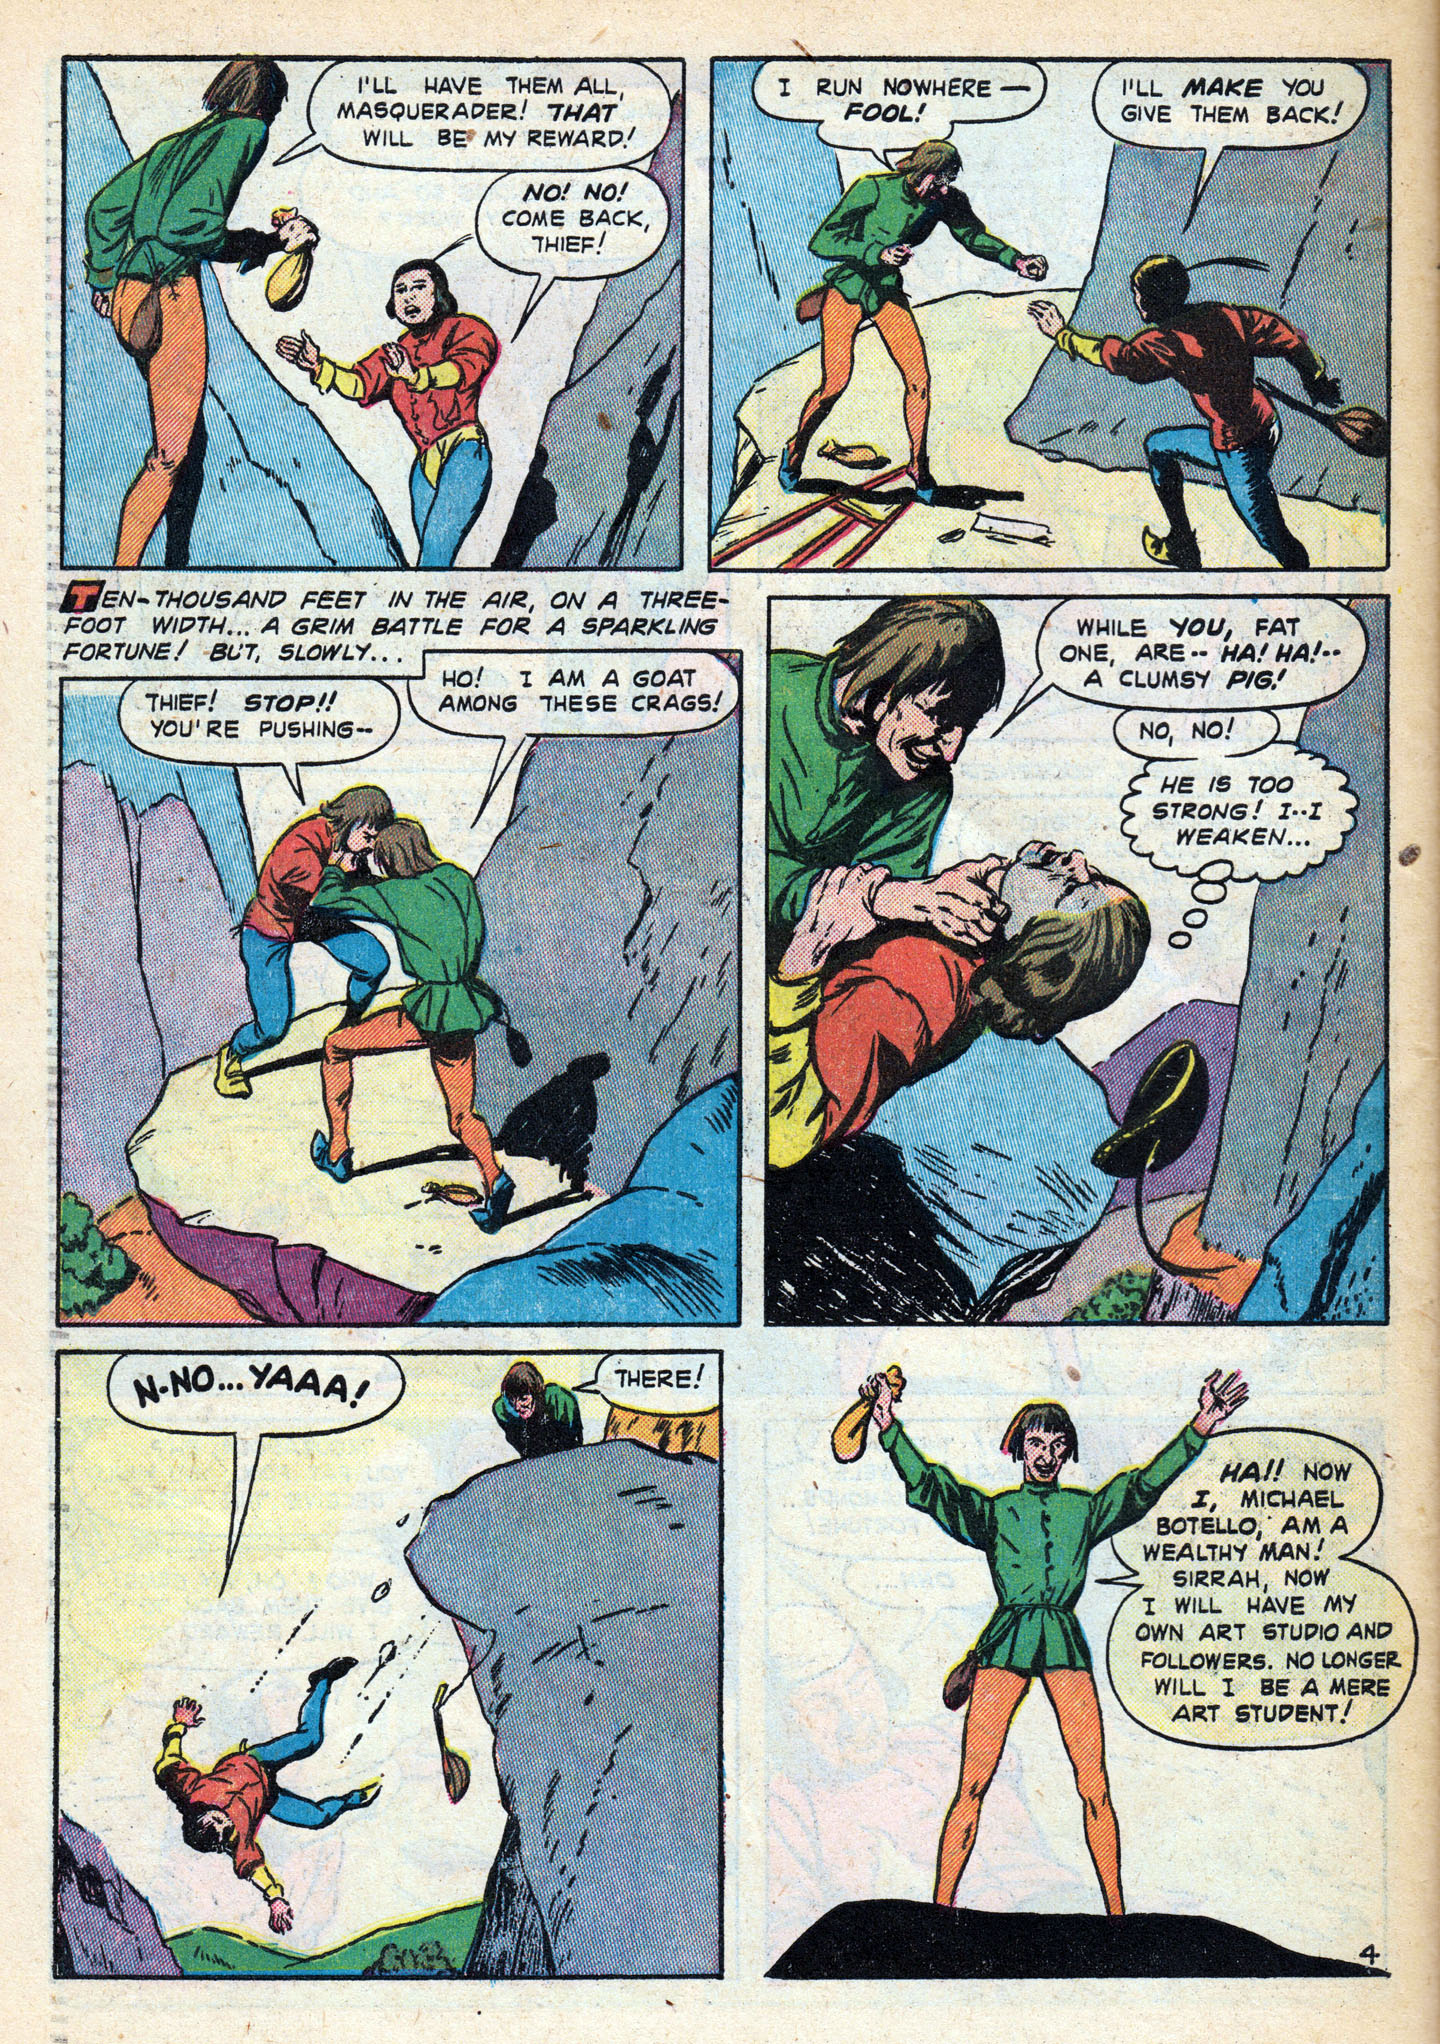 I'LL HAVE THEM ALL,
MASQUERADER! THAT
WILL BE MY REWARD!
NO! NO!
COME BACK,
THIEF!
I RUN NOWHERE —
FOOL!
I'LL MAKE YOU
GIVE THEM BACK!
TEN-THOUSAND FEET IN THE AIR, ON A THREE-
FOOT WIDTH... A GRIM BATTLE FOR A SPARKLING
FORTUNE! BUT, SLOWLY...
THIEF! STOP!!
YOU'RE PUSHING--
HO! I AM A GOAT
AMONG THESE CRAGS!
WHILE YOU, FAT
ONE, ARE-- HA! HA!--
A CLUMSY PIG!
NO, NO!
HE IS TOO
STRONG! I..I
WEAKEN...
N-NO... YAAA!
THERE!
HA!! NOW
I, MICHAEL
BOTELLO, AM A
WEALTHY MAN!
SIRRAH, NOW
I WILL HAVE MY
OWN ART STUDIO AND
FOLLOWERS. NO LONGER
WILL I BE A MERE
ART STUDENT!
4